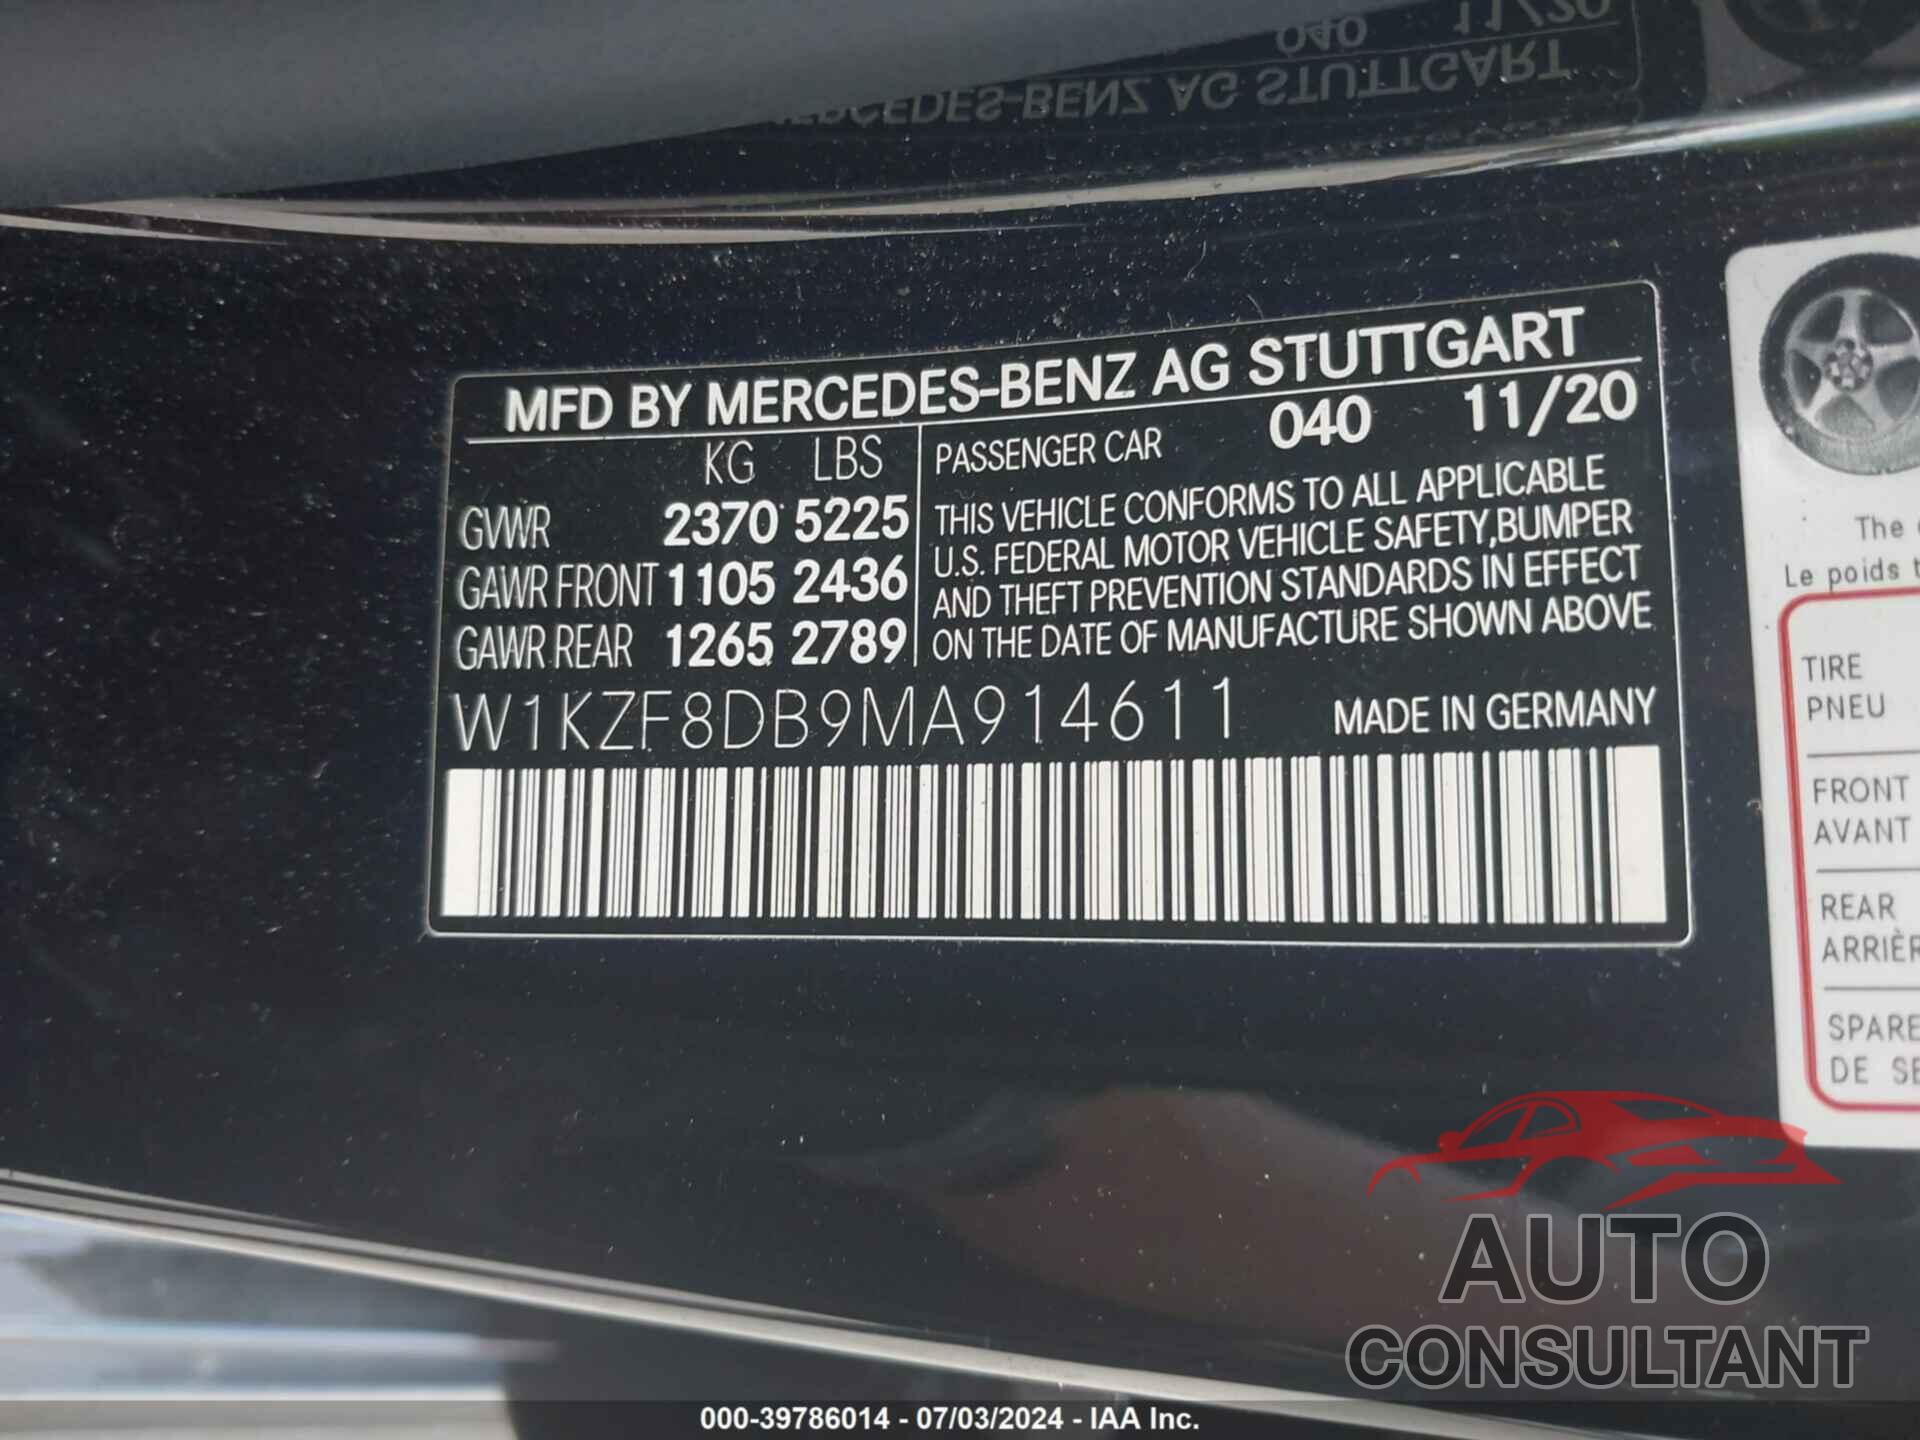 040 11/20
MERCEDES-BENZ AG STUTTGART
MFD BY MERCEDES-BENZ AG STUTTGART
KG LBS
GVWR 2370 5225
GAWR FRONT 1105 2436
GAWR REAR 1265 2789
PASSENGER CAR 040 11/20
THIS VEHICLE CONFORMS TO ALL APPLICABLE
U.S. FEDERAL MOTOR VEHICLE SAFETY,BUMPER
AND THEFT PREVENTION STANDARDS IN EFFECT
ON THE DATE OF MANUFACTURE SHOWN ABOVE
W1KZF8DB9MA914611 MADE IN GERMANY
The
Le poids
TIRE
PNEU
FRONT
AVANT
REAR
ARRIÈR
SPARE
DE SE
AUTO
CONSULTANT
000-39786014 - 07/03/2024 - IAA Inc.